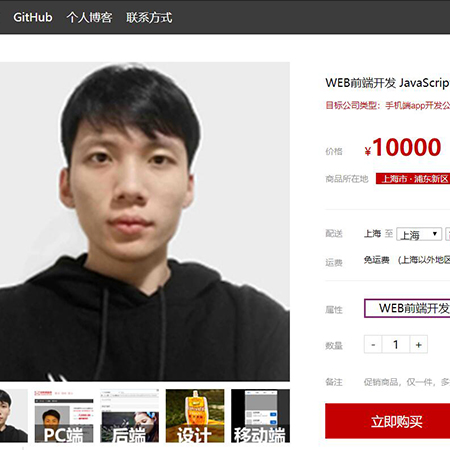 GitHub 个人博客 联系方式
WEB前端开发 JavaScrip
目标公司类型：手机端app开发公
价格 ¥10000
商品所在地 上海市·浦东新区
配送 上海 至 上海
运费 免运费 (上海以外地区
属性 WEB前端开发
数量 - 1 +
备注 促销商品，仅一件，多
立即购买
PC端 后端 设计 移动端